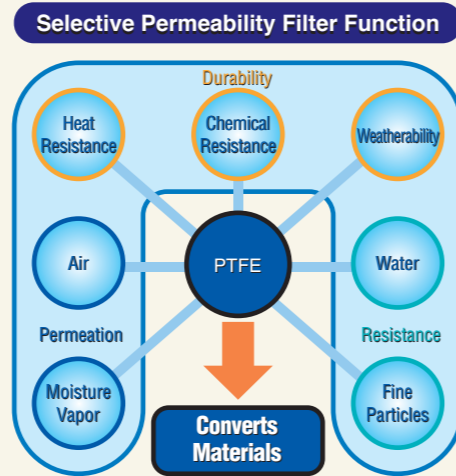 Selective Permeability Filter Function
Durability
Heat
Resistance
Chemical
Resistance
Weatherability
Air
PTFE
Water
Permeation
Resistance
Moisture
Vapor
Fine
Particles
Converts
Materials